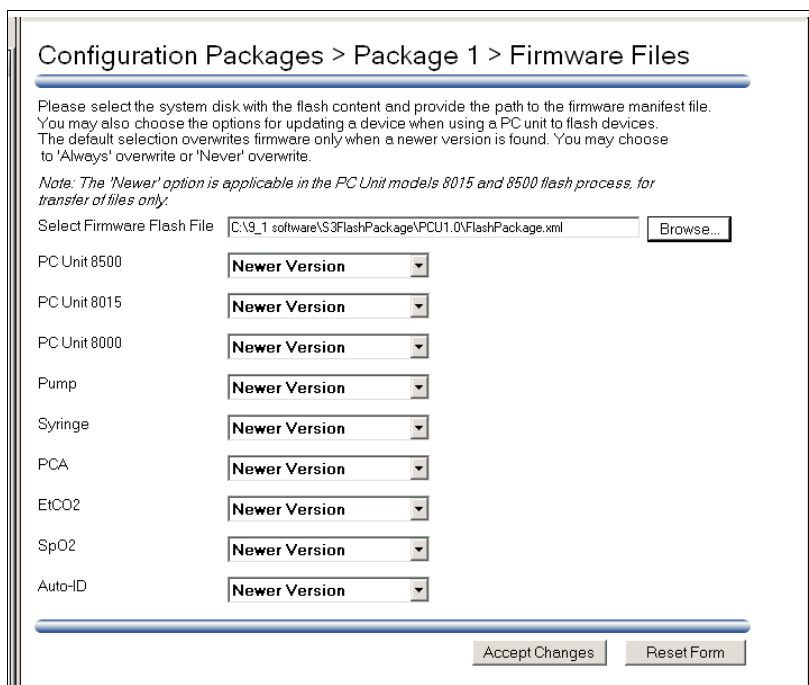 Configuration Packages > Package 1 > Firmware Files
Please select the system disk with the flash content and provide the path to the firmware manifest file.
You may also choose the options for updating a device when using a PC unit to flash devices.
The default selection overwrites firmware only when a newer version is found. You may choose
to 'Always' overwrite or 'Never' overwrite.
Note: The 'Newer' option is applicable in the PC Unit models 8015 and 8500 flash process, for
transfer of files only.
Select Firmware Flash File C:\9_1 software\S3FlashPackage\PCU1.0\FlashPackage.xml Browse...
PC Unit 8500 Newer Version
PC Unit 8015 Newer Version
PC Unit 8000 Newer Version
Pump Newer Version
Syringe Newer Version
PCA Newer Version
EtCO2 Newer Version
SpO2 Newer Version
Auto-ID Newer Version
Accept Changes Reset Form